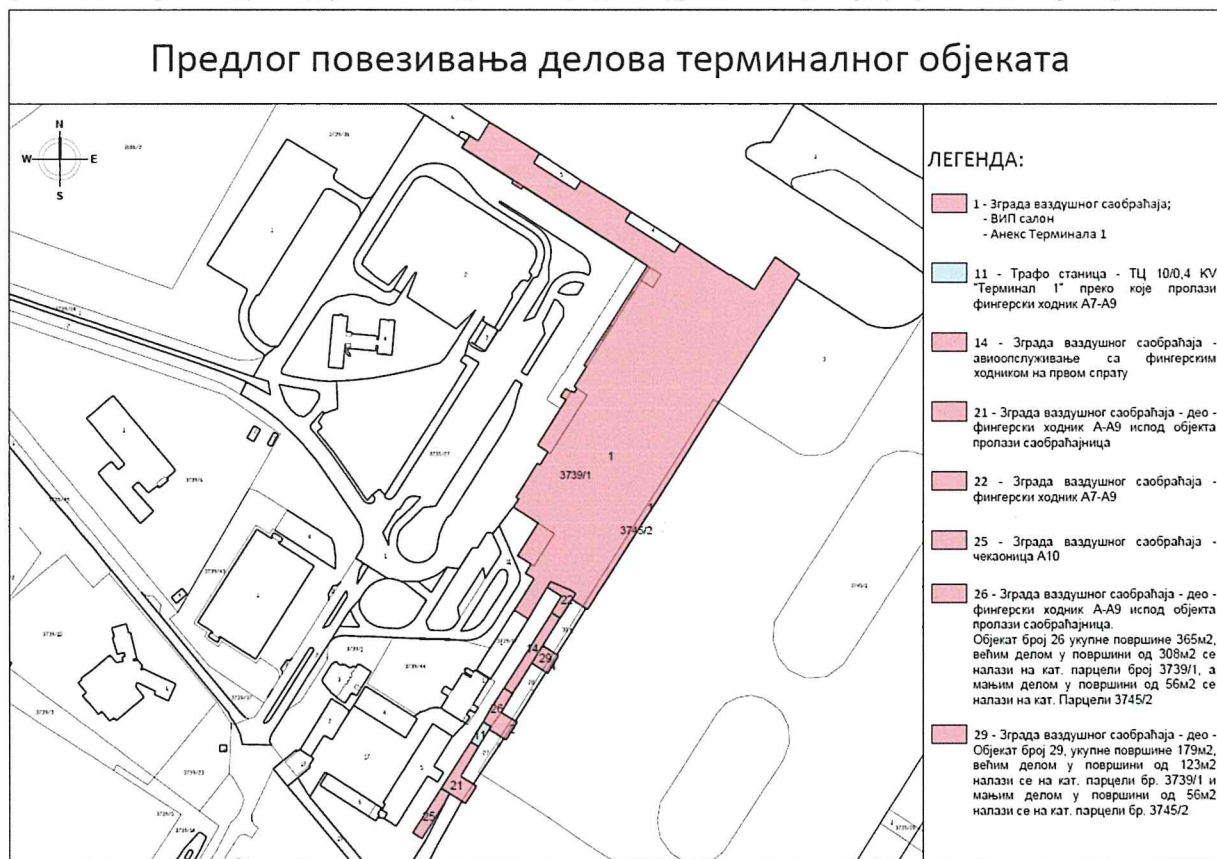 Предлог повезивања делова терминалног објеката
N
W
E
S
3739/1
1
3745/2
22
14
29
26
11
21
25
ЛЕГЕНДА:
1 - Зграда ваздушног саобраћаја;
- ВИП салон
- Анекс Терминала 1
11 - Трафо станица - ТЦ 10/0,4 KV
"Терминал 1" преко које пролази
фингерски ходник А7-А9
14 - Зграда ваздушног саобраћаја -
авиоопслуживање са фингерским
ходником на првом спрату
21 - Зграда ваздушног саобраћаја - део -
фингерски ходник А-А9 испод објекта
пролази саобраћајница
22 - Зграда ваздушног саобраћаја -
фингерски ходник А7-А9
25 - Зграда ваздушног саобраћаја -
чекаоница А10
26 - Зграда ваздушног саобраћаја - део -
фингерски ходник А-А9 испод објекта
пролази саобраћајница.
Објекат број 26 укупне површине 365м2,
већим делом у површини од 308м2 се
налази на кат. парцели број 3739/1, а
мањим делом у површини од 56м2 се
налази на кат. Парцели 3745/2
29 - Зграда ваздушног саобраћаја - део -
Објекат број 29, укупне површине 179м2,
већим делом у површини од 123м2
налази се на кат. парцели бр. 3739/1 и
мањим делом у површини од 56м2
налази се на кат. парцели бр. 3745/2